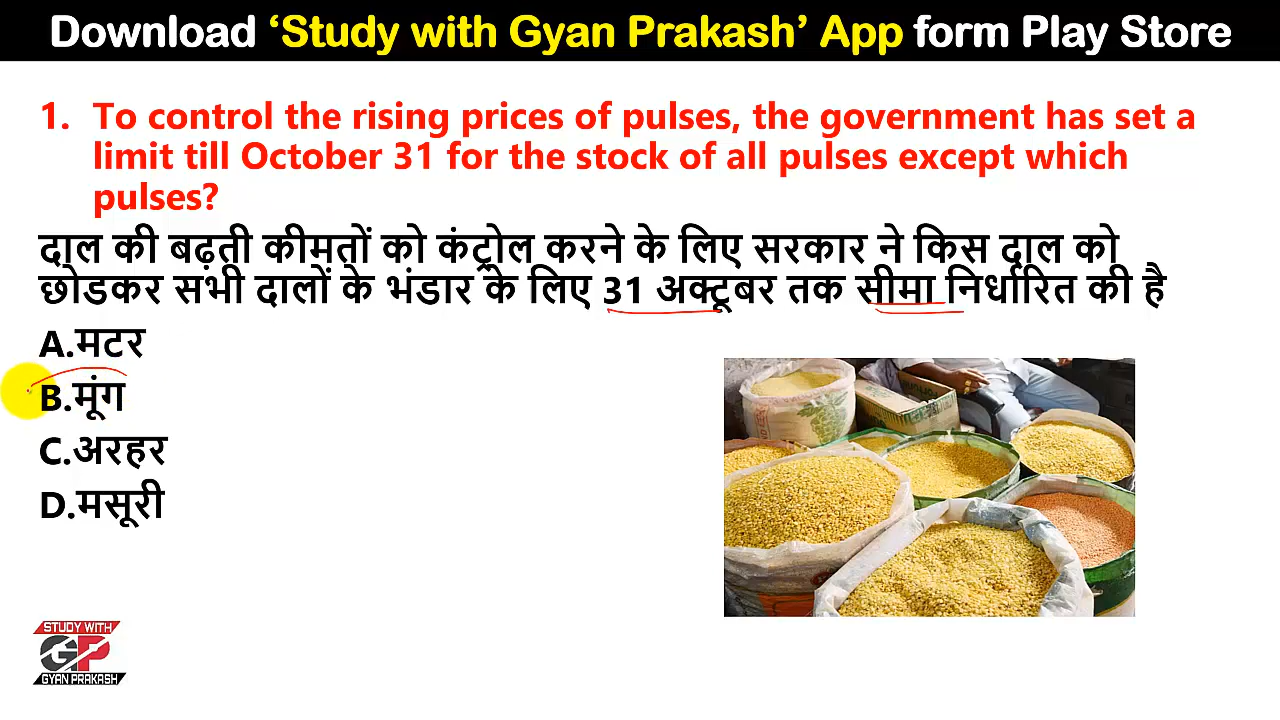 Download ‘Study with Gyan Prakash’ App form Play Store
1. To control the rising prices of pulses, the government has set a
limit till October 31 for the stock of all pulses except which
pulses?
दाल की बढ़ती कीमतों को कंट्रोल करने के लिए सरकार ने किस दाल को
छोडकर सभी दालों के भंडार के लिए 31 अक्टूबर तक सीमा निर्धारित की है
A.मटर
B.मूंग
C.अरहर
D.मसूरी
STUDY WITH
GP
GYAN PRAKASH